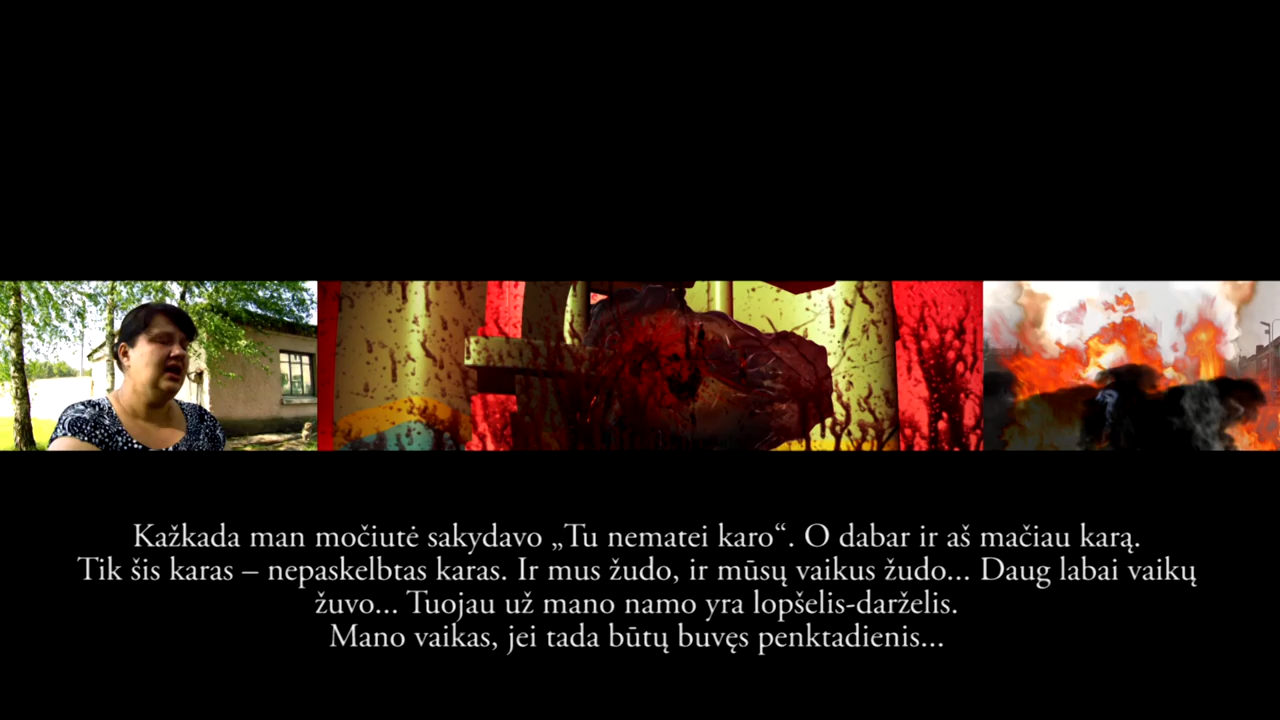 Kažkada man močiutė sakydavo „Tu nematei karo“. O dabar ir aš mačiau karą.
Tik šis karas – nepaskelbtas karas. Ir mus žudo, ir mūsų vaikus žudo... Daug labai vaikų
žuvo... Tuojau už mano namo yra lopšelis-darželis.
Mano vaikas, jei tada būtų buvęs penktadienis...